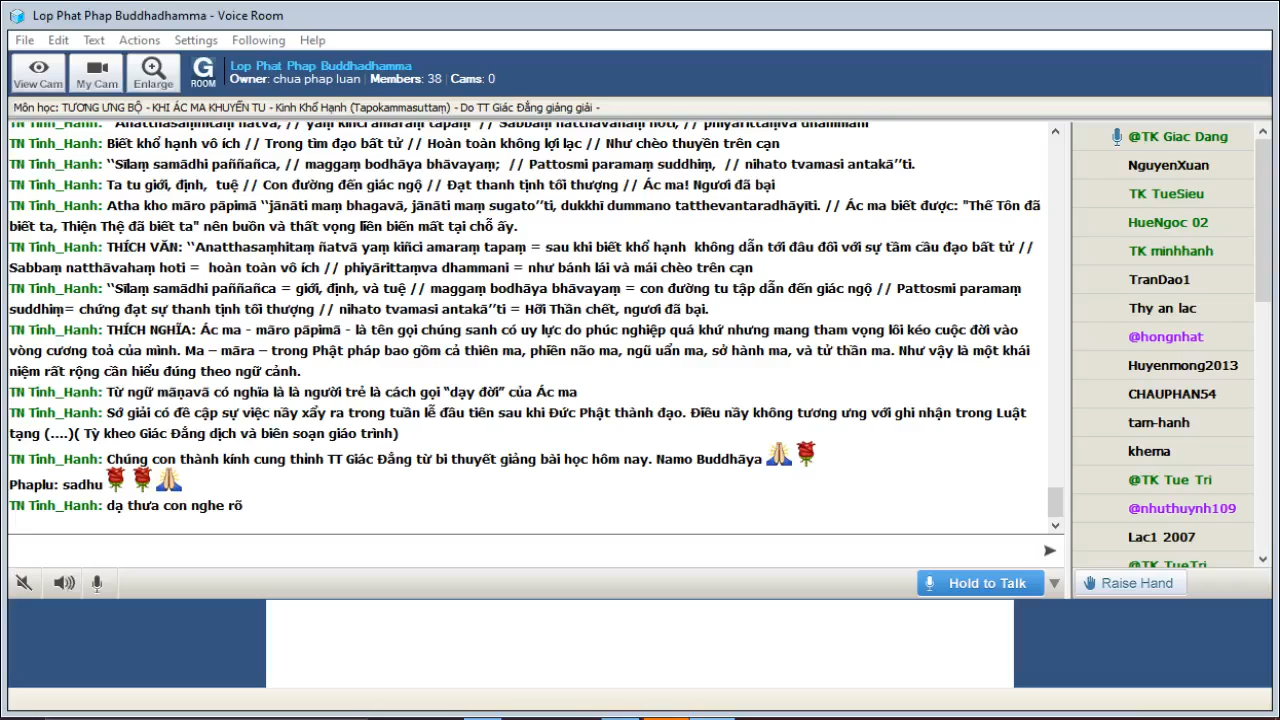 Lop Phat Phap Buddhadhamma - Voice Room
File Edit Text Actions Settings Following Help
View Cam My Cam Enlarge G ROOM
Lop Phat Phap Buddhadhamma
Owner: chua phap luan | Members: 38 | Cams: 0
Môn học: TƯƠNG ƯNG BỘ - KHI ÁC MA KHUYẾN TU - Kinh Khổ Hạnh (Tapokammasuttaṃ) - Do TT Giác Đẳng giảng giải -
TN Tinh_Hanh: ``Anatthasaṃhitaṃ ñatvā, // yaṃ kiñci amaraṃ tapaṃ // Sabbaṃ natthāvahaṃ hoti, // phiyārittaṃva dhammani
TN Tinh_Hanh: Biết khổ hạnh vô ích // Trong tìm đạo bất tử // Hoàn toàn không lợi lạc // Như chèo thuyền trên cạn
TN Tinh_Hanh: ``Sīlaṃ samādhi paññañca, // maggaṃ bodhāya bhāvayaṃ; // Pattosmi paramaṃ suddhiṃ, // nihato tvamasi antakā’’ti.
TN Tinh_Hanh: Ta tu giới, định, tuệ // Con đường đến giác ngộ // Đạt thanh tịnh tối thượng // Ác ma! Ngươi đã bại
TN Tinh_Hanh: Atha kho māro pāpimā ‘‘jānāti maṃ bhagavā, jānāti maṃ sugato’’ti, dukkhī dummano tatthevantaradhāyīti. // Ác ma biết được: "Thế Tôn đã
biết ta, Thiện Thệ đã biết ta" nên buồn và thất vọng liền biến mất tại chỗ ấy.
TN Tinh_Hanh: THÍCH VĂN: ‘‘Anatthasaṃhitaṃ ñatvā yaṃ kiñci amaraṃ tapaṃ = sau khi biết khổ hạnh không dẫn tới đâu đối với sự tầm cầu đạo bất tử //
Sabbaṃ natthāvahaṃ hoti = hoàn toàn vô ích // phiyārittaṃva dhammani = như bánh lái và mái chèo trên cạn
TN Tinh_Hanh: ‘‘Sīlaṃ samādhi paññañca = giới, định, và tuệ // maggaṃ bodhāya bhāvayaṃ = con đường tu tập dẫn đến giác ngộ // Pattosmi paramaṃ
suddhiṃ= chứng đạt sự thanh tịnh tối thượng // nihato tvamasi antakā’’ti = Hỡi Thần chết, ngươi đã bại.
TN Tinh_Hanh: THÍCH NGHĨA: Ác ma - māro pāpimā - là tên gọi chúng sanh có uy lực do phúc nghiệp quá khứ nhưng mang tham vọng lôi kéo cuộc đời vào
vòng cương toả của mình. Ma – māra – trong Phật pháp bao gồm cả thiên ma, phiền não ma, ngũ uẩn ma, sở hành ma, và tử thần ma. Như vậy là một khái
niệm rất rộng cần hiểu đúng theo ngữ cảnh.
TN Tinh_Hanh: Từ ngữ māṇavā có nghĩa là là người trẻ là cách gọi “dạy đời” của Ác ma
TN Tinh_Hanh: Sớ giải có đề cập sự việc nầy xẩy ra trong tuần lễ đầu tiên sau khi Đức Phật thành đạo. Điều nầy không tương ưng với ghi nhận trong Luật
tạng (....)( Tỳ kheo Giác Đẳng dịch và biên soạn giáo trình)
TN Tinh_Hanh: Chúng con thành kính cung thỉnh TT Giác Đẳng từ bi thuyết giảng bài học hôm nay. Namo Buddhāya
Phaplu: sadhu
TN Tinh_Hanh: dạ thưa con nghe rõ
Hold to Talk
@TK Giac Dang
NguyenXuan
TK TueSieu
HueNgoc 02
TK minhhanh
TranDao1
Thy an lac
@hongnhat
Huyenmong2013
CHAUPHAN54
tam-hanh
khema
@TK Tue Tri
@nhuthuynh109
Lac1 2007
@TK TueTri
Raise Hand